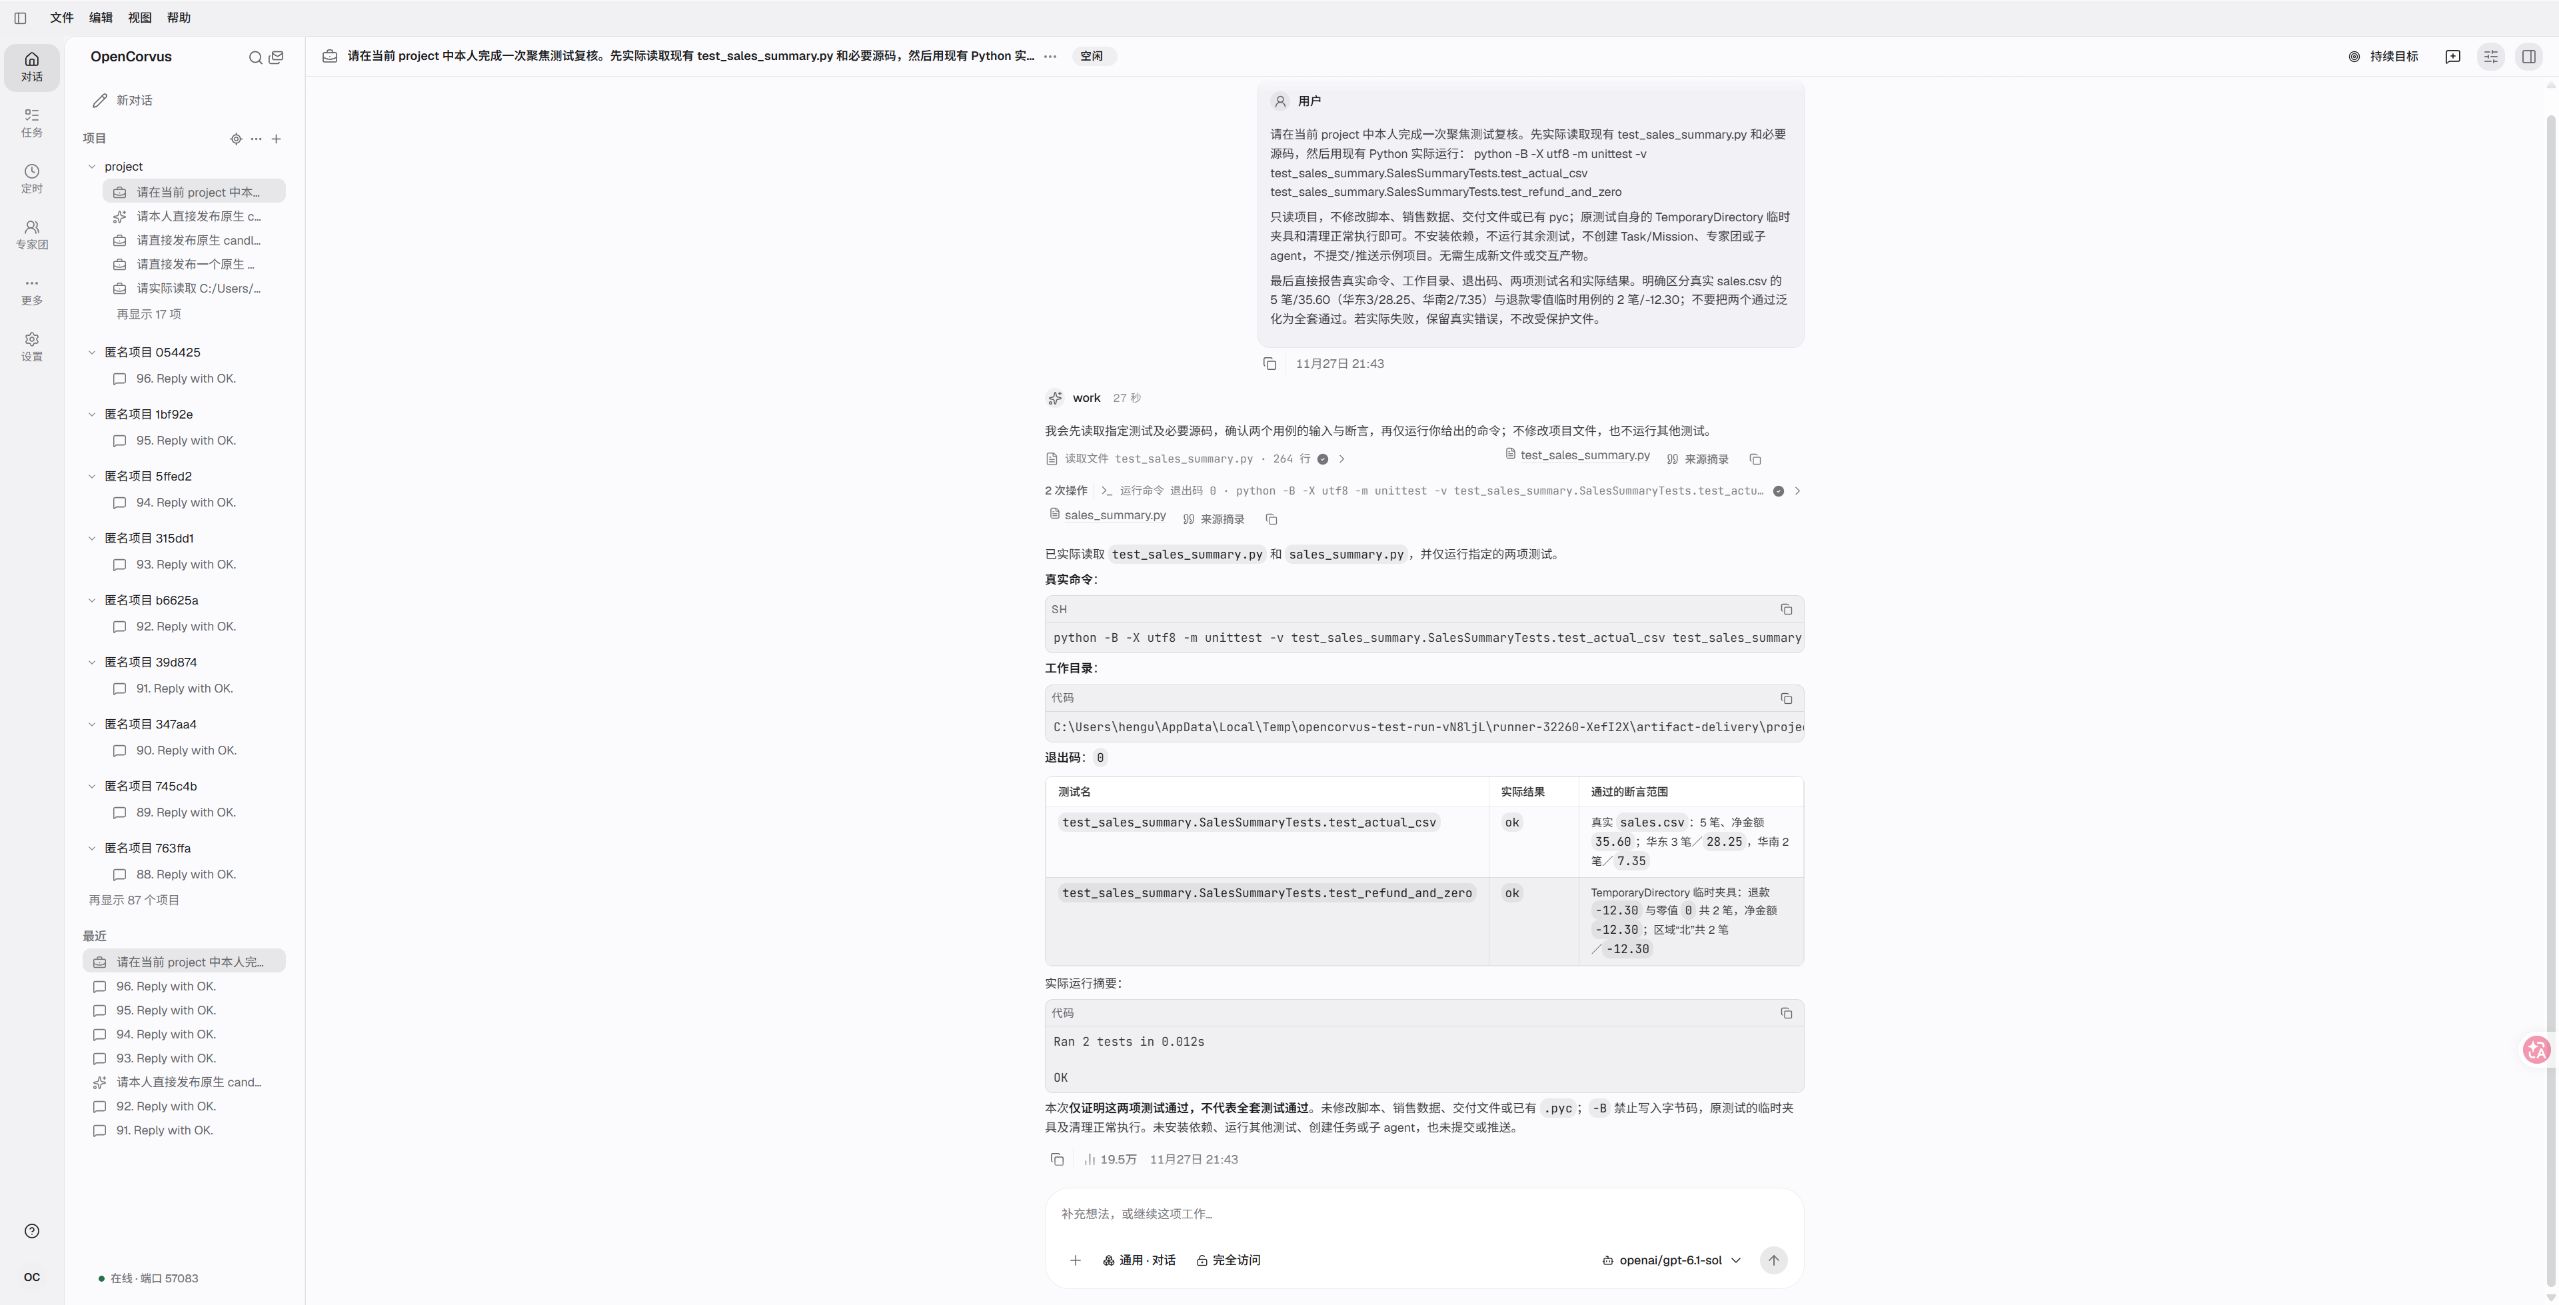 文件 编辑 视图 帮助
对话
任务
定时
专家团
更多
设置
OC
OpenCorvus
新对话
项目
project
请在当前 project 中本...
请本人直接发布原生 c...
请直接发布原生 candl...
请直接发布一个原生 ...
请实际读取 C:/Users/...
再显示 17 项
匿名项目 054425
96. Reply with OK.
匿名项目 1bf92e
95. Reply with OK.
匿名项目 5ffed2
94. Reply with OK.
匿名项目 315dd1
93. Reply with OK.
匿名项目 b6625a
92. Reply with OK.
匿名项目 39d874
91. Reply with OK.
匿名项目 347aa4
90. Reply with OK.
匿名项目 745c4b
89. Reply with OK.
匿名项目 763ffa
88. Reply with OK.
再显示 87 个项目
最近
请在当前 project 中本人完...
96. Reply with OK.
95. Reply with OK.
94. Reply with OK.
93. Reply with OK.
请本人直接发布原生 cand...
92. Reply with OK.
91. Reply with OK.
在线 · 端口 57083
请在当前 project 中本人完成一次聚焦测试复核。先实际读取现有 test_sales_summary.py 和必要源码，然后用现有 Python 实... ··· 空闲
持续目标
用户
请在当前 project 中本人完成一次聚焦测试复核。先实际读取现有 test_sales_summary.py 和必要
源码，然后用现有 Python 实际运行： python -B -X utf8 -m unittest -v
test_sales_summary.SalesSummaryTests.test_actual_csv
test_sales_summary.SalesSummaryTests.test_refund_and_zero
只读项目，不修改脚本、销售数据、交付文件或已有 pyc；原测试自身的 TemporaryDirectory 临时
夹具和清理正常执行即可。不安装依赖，不运行其余测试，不创建 Task/Mission、专家团或子
agent，不提交/推送示例项目。无需生成新文件或交互产物。
最后直接报告真实命令、工作目录、退出码、两项测试名和实际结果。明确区分真实 sales.csv 的
5 笔/35.60（华东3/28.25、华南2/7.35）与退款零值临时用例的 2 笔/-12.30；不要把两个通过泛
化为全套通过。若实际失败，保留真实错误，不改受保护文件。
11月27日 21:43
work 27 秒
我会先读取指定测试及必要源码，确认两个用例的输入与断言，再仅运行你给出的命令；不修改项目文件，也不运行其他测试。
读取文件 test_sales_summary.py · 264 行 test_sales_summary.py 来源摘录
2 次操作 >_ 运行命令 退出码 0 · python -B -X utf8 -m unittest -v test_sales_summary.SalesSummaryTests.test_actu…
sales_summary.py 来源摘录
已实际读取 test_sales_summary.py 和 sales_summary.py，并仅运行指定的两项测试。
真实命令：
SH
python -B -X utf8 -m unittest -v test_sales_summary.SalesSummaryTests.test_actual_csv test_sales_summary
工作目录：
代码
C:\Users\hengu\AppData\Local\Temp\opencorvus-test-run-vN8ljL\runner-32260-XefI2X\artifact-delivery\projec
退出码： 0
测试名 实际结果 通过的断言范围
test_sales_summary.SalesSummaryTests.test_actual_csv ok 真实 sales.csv：5 笔、净金额
35.60；华东 3 笔／28.25，华南 2
笔／7.35
test_sales_summary.SalesSummaryTests.test_refund_and_zero ok TemporaryDirectory 临时夹具：退款
-12.30 与零值 0 共 2 笔，净金额
-12.30；区域“北”共 2 笔
／-12.30
实际运行摘要：
代码
Ran 2 tests in 0.012s
OK
本次仅证明这两项测试通过，不代表全套测试通过。未修改脚本、销售数据、交付文件或已有 .pyc；-B 禁止写入字节码，原测试的临时夹
具及清理正常执行。未安装依赖、运行其他测试、创建任务或子 agent，也未提交或推送。
19.5万 11月27日 21:43
补充想法，或继续这项工作...
通用 · 对话 完全访问 openai/gpt-6.1-sol